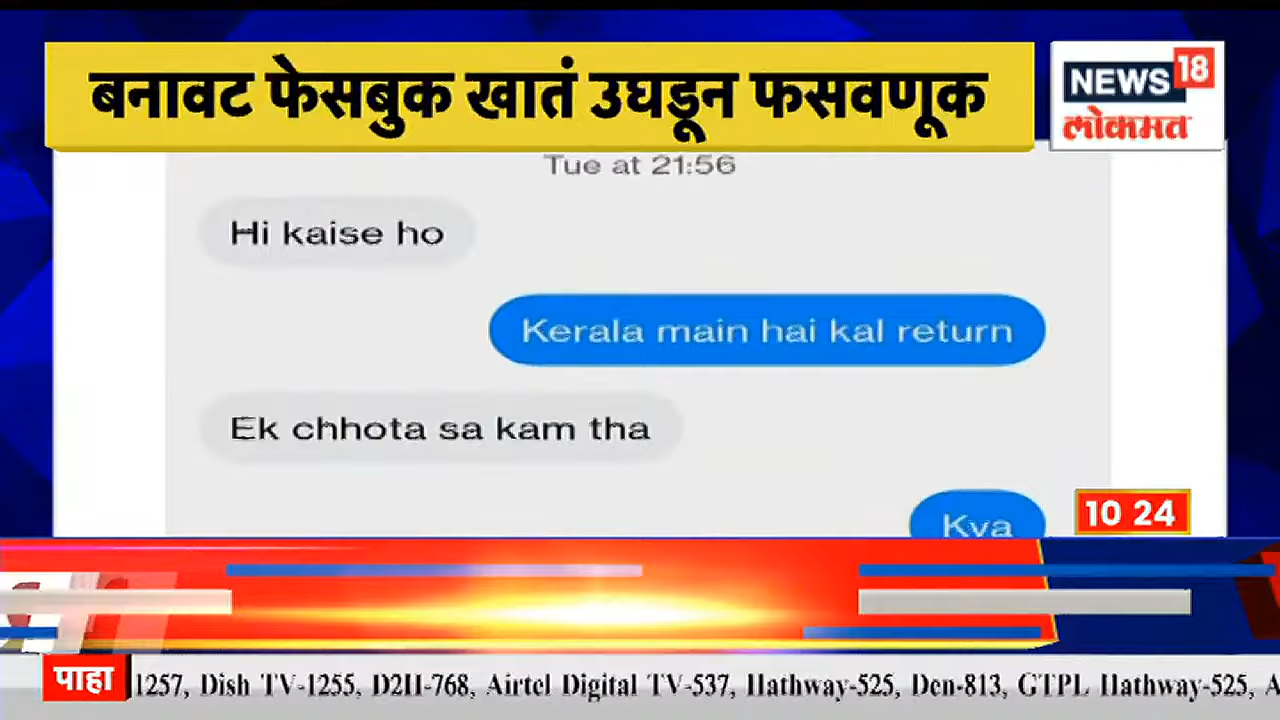 बनावट फेसबुक खातं उघडून फसवणूक
NEWS 18
लोकमत
Tue at 21:56
Hi kaise ho
Kerala main hai kal return
Ek chhota sa kam tha
Kya
10 24
पाहा
1257, Dish TV-1255, D2H-768, Airtel Digital TV-537, Hathway-525, Den-813, GTPL Hathway-525, A